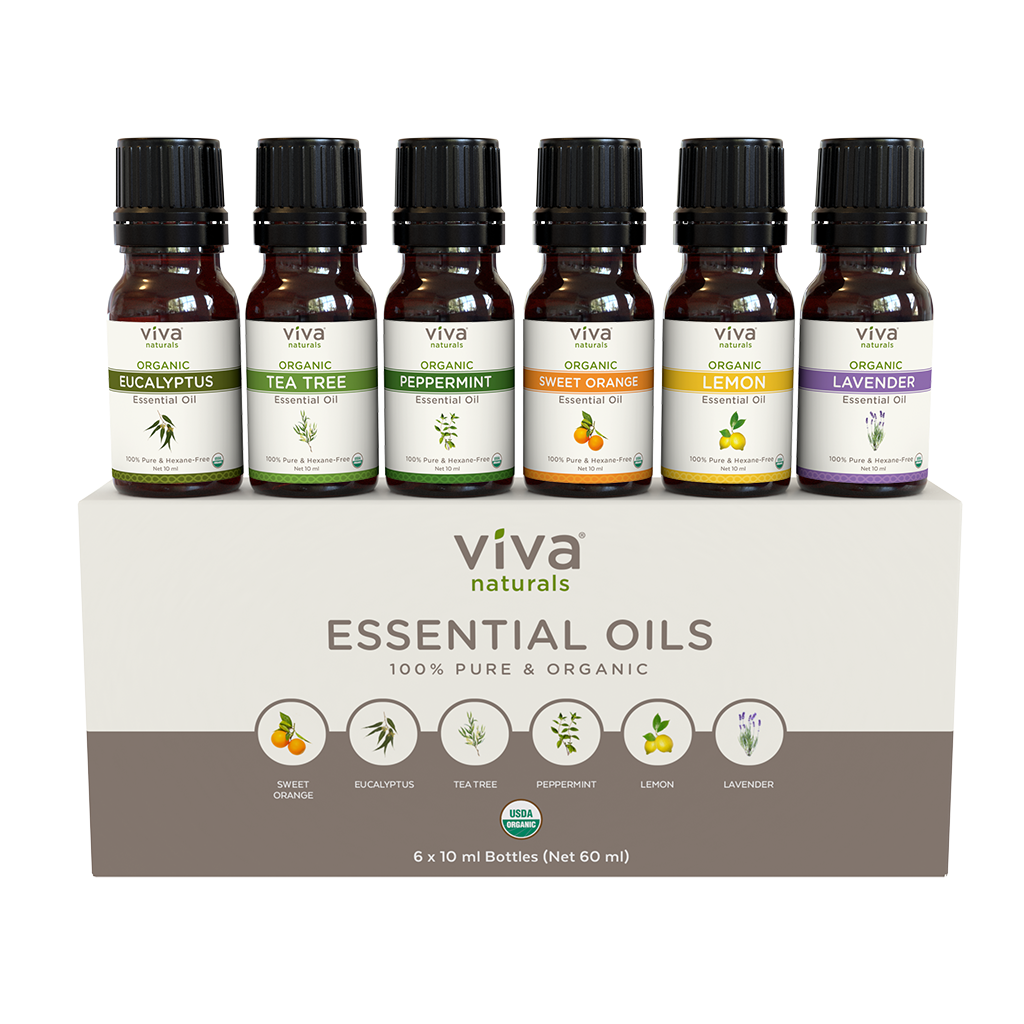 viva
naturals
ORGANIC
EUCALYPTUS
Essential Oil
100% Pure & Hexane-Free
Net 10 ml
viva
naturals
ORGANIC
TEA TREE
Essential Oil
100% Pure & Hexane-Free
Net 10 ml
viva
naturals
ORGANIC
PEPPERMINT
Essential Oil
100% Pure & Hexane-Free
Net 10 ml
viva
naturals
ORGANIC
SWEET ORANGE
Essential Oil
100% Pure & Hexane-Free
Net 10 ml
viva
naturals
ORGANIC
LEMON
Essential Oil
100% Pure & Hexane-Free
Net 10 ml
viva
naturals
ORGANIC
LAVENDER
Essential Oil
100% Pure & Hexane-Free
Net 10 ml
viva®
naturals
ESSENTIAL OILS
100% PURE & ORGANIC
SWEET
ORANGE
EUCALYPTUS
TEA TREE
PEPPERMINT
LEMON
LAVENDER
USDA
ORGANIC
6 x 10 ml Bottles (Net 60 ml)